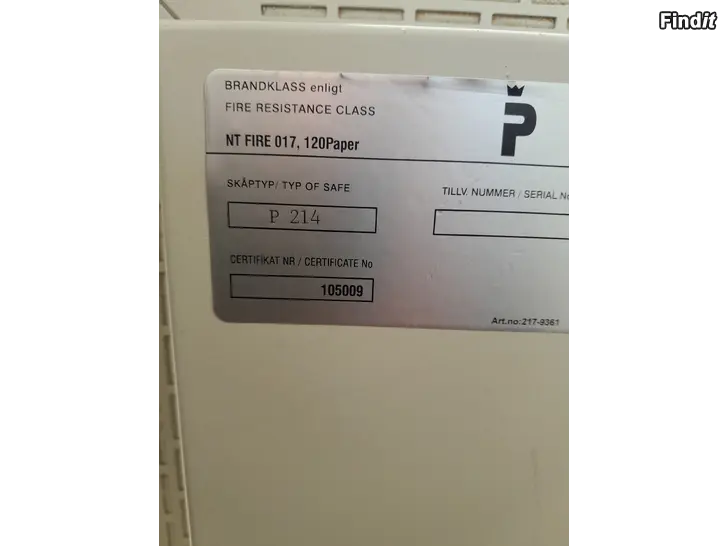 Findit
BRANDKLASS enligt
FIRE RESISTANCE CLASS
NT FIRE 017, 120Paper
P
SKÅPTYP/ TYP OF SAFE
P 214
TILLV. NUMMER / SERIAL No
CERTIFIKAT NR / CERTIFICATE No
105009
Art.no:217-9361